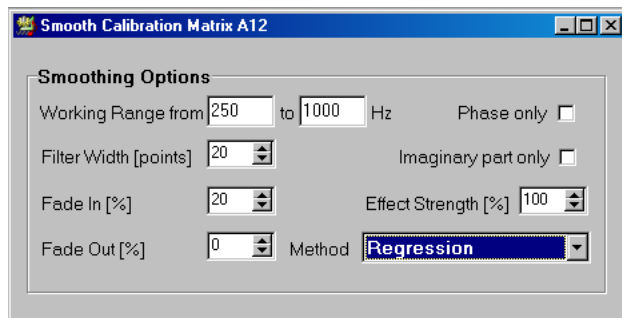 Smooth Calibration Matrix A12
Smoothing Options
Working Range from 250 to 1000 Hz Phase only
Filter Width [points] 20 Imaginary part only
Fade In [%] 20 Effect Strength [%] 100
Fade Out [%] 0 Method Regression